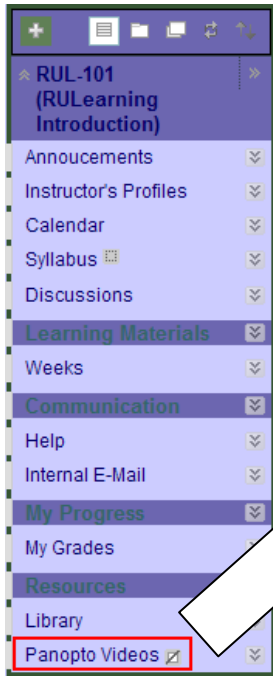 RUL-101
(RULearning
Introduction)
Annoucements
Instructor's Profiles
Calendar
Syllabus
Discussions
Learning Materials
Weeks
Communication
Help
Internal E-Mail
My Progress
My Grades
Resources
Library
Panopto Videos